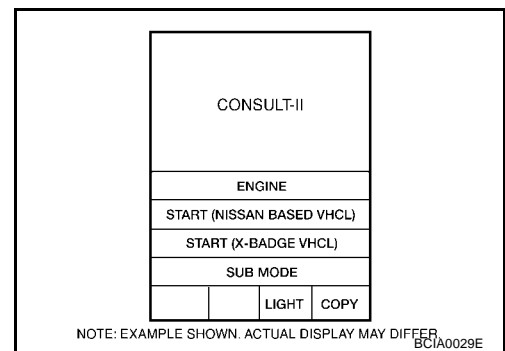 CONSULT-II
ENGINE
START (NISSAN BASED VHCL)
START (X-BADGE VHCL)
SUB MODE
LIGHT COPY
NOTE: EXAMPLE SHOWN. ACTUAL DISPLAY MAY DIFFER
BCIA0029E